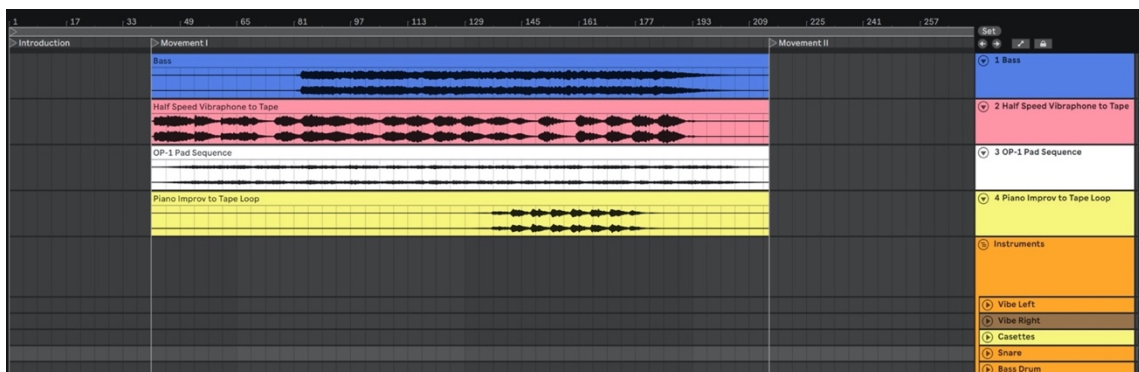 1 17 33 49 65 81 97 113 129 145 161 177 193 209 225 241 257
Set
Introduction Movement I Movement II
Bass
1 Bass
Half Speed Vibraphone to Tape
2 Half Speed Vibraphone to Tape
OP-1 Pad Sequence
3 OP-1 Pad Sequence
Piano Improv to Tape Loop
4 Piano Improv to Tape Loop
Instruments
Vibe Left
Vibe Right
Casettes
Snare
Bass Drum